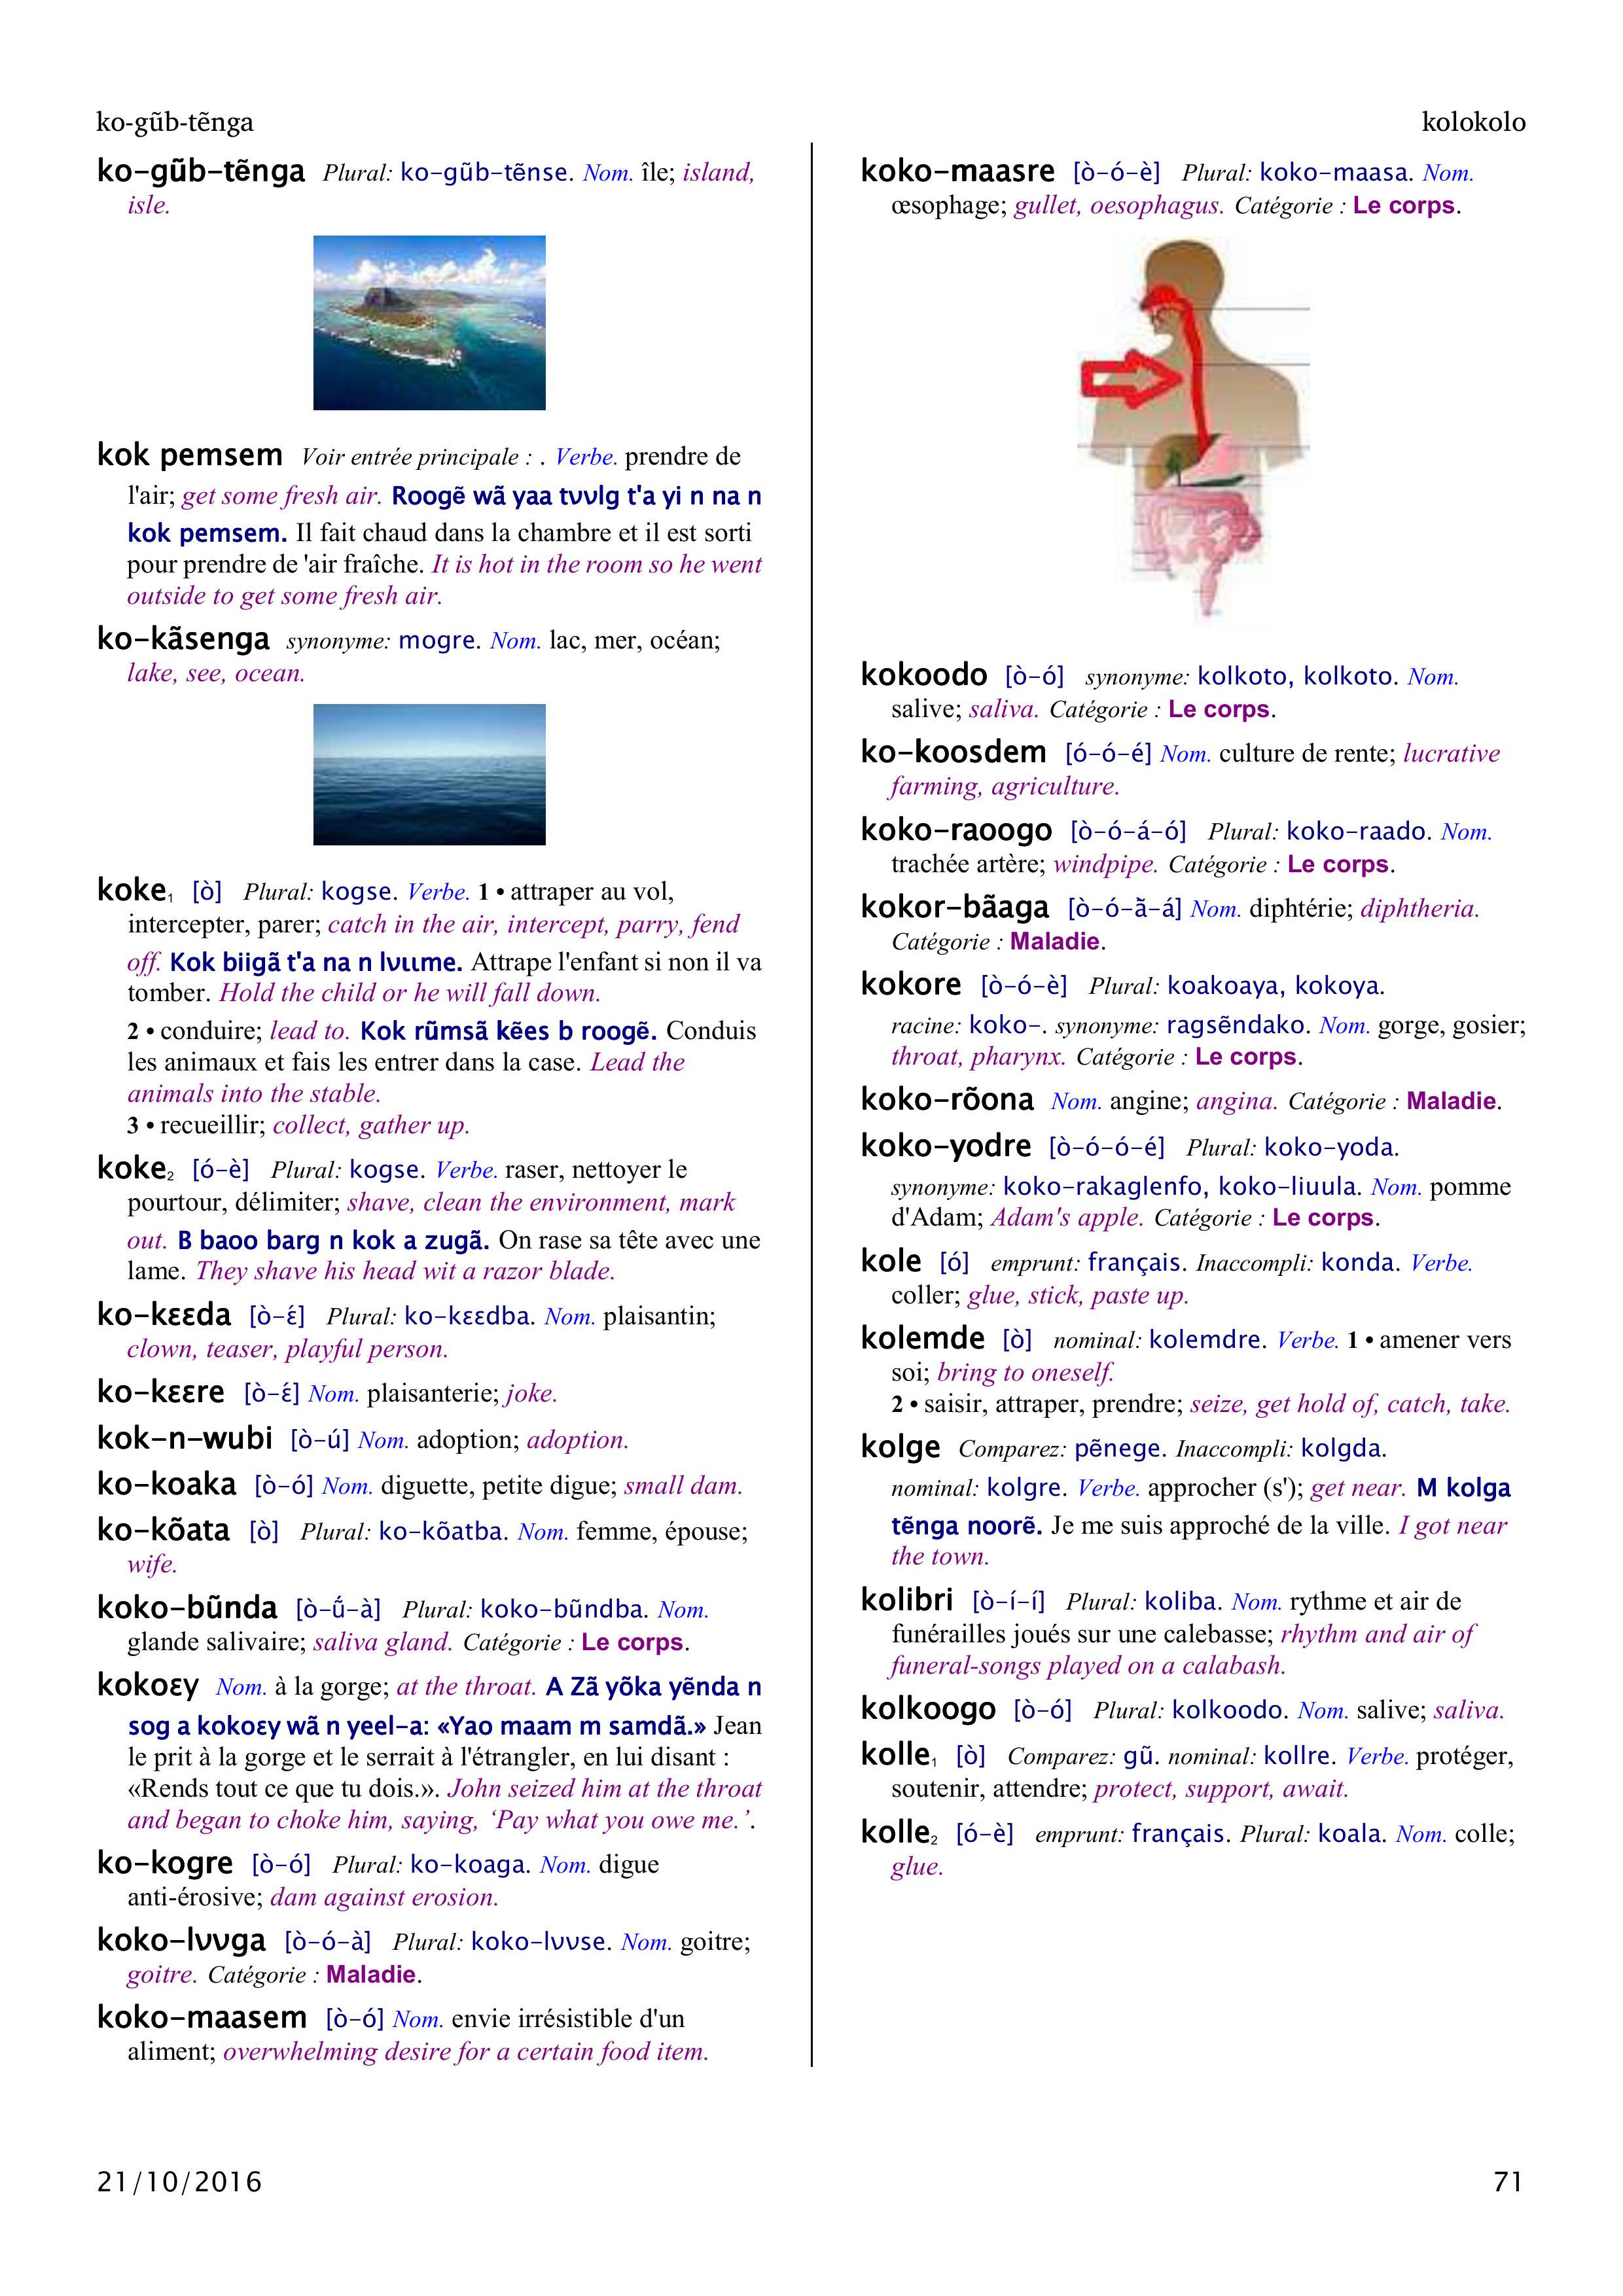 ko-gũb-tẽnga
kolokolo
ko-gũb-tẽnga Plural: ko-gũb-tẽnse. Nom. île; island,
isle.
kok pemsem Voir entrée principale : . Verbe. prendre de
l'air; get some fresh air. Roogẽ wã yaa tʋʋlg t'a yi n na n
kok pemsem. Il fait chaud dans la chambre et il est sorti
pour prendre de 'air fraîche. It is hot in the room so he went
outside to get some fresh air.
ko-kãsenga synonyme: mogre. Nom. lac, mer, océan;
lake, see, ocean.
koke₁ [ò] Plural: kogse. Verbe. 1 • attraper au vol,
intercepter, parer; catch in the air, intercept, parry, fend
off. Kok biigã t'a na n lʋɩɩme. Attrape l'enfant si non il va
tomber. Hold the child or he will fall down.
2 • conduire; lead to. Kok rũmsã kẽes b roogẽ. Conduis
les animaux et fais les entrer dans la case. Lead the
animals into the stable.
3 • recueillir; collect, gather up.
koke₂ [ó-è] Plural: kogse. Verbe. raser, nettoyer le
pourtour, délimiter; shave, clean the environment, mark
out. B baoo barg n kok a zugã. On rase sa tête avec une
lame. They shave his head wit a razor blade.
ko-kɛɛda [ò-ɛ́] Plural: ko-kɛɛdba. Nom. plaisantin;
clown, teaser, playful person.
ko-kɛɛre [ò-ɛ́] Nom. plaisanterie; joke.
kok-n-wubi [ò-ú] Nom. adoption; adoption.
ko-koaka [ò-ó] Nom. diguette, petite digue; small dam.
ko-kõata [ò] Plural: ko-kõatba. Nom. femme, épouse;
wife.
koko-bũnda [ò-ṹ-à] Plural: koko-bũndba. Nom.
glande salivaire; saliva gland. Catégorie : Le corps.
kokoɛy Nom. à la gorge; at the throat. A Zã yõka yẽnda n
sog a kokoɛy wã n yeel-a: «Yao maam m samdã.» Jean
le prit à la gorge et le serrait à l'étrangler, en lui disant :
«Rends tout ce que tu dois.». John seized him at the throat
and began to choke him, saying, ‘Pay what you owe me.’.
ko-kogre [ò-ó] Plural: ko-koaga. Nom. digue
anti-érosive; dam against erosion.
koko-lʋʋga [ò-ó-à] Plural: koko-lʋʋse. Nom. goitre;
goitre. Catégorie : Maladie.
koko-maasem [ò-ó] Nom. envie irrésistible d'un
aliment; overwhelming desire for a certain food item.
koko-maasre [ò-ó-è] Plural: koko-maasa. Nom.
œsophage; gullet, oesophagus. Catégorie : Le corps.
kokoodo [ò-ó] synonyme: kolkoto, kolkoto. Nom.
salive; saliva. Catégorie : Le corps.
ko-koosdem [ó-ó-é] Nom. culture de rente; lucrative
farming, agriculture.
koko-raoogo [ò-ó-á-ó] Plural: koko-raado. Nom.
trachée artère; windpipe. Catégorie : Le corps.
kokor-bãaga [ò-ó-ã̀-á] Nom. diphtérie; diphtheria.
Catégorie : Maladie.
kokore [ò-ó-è] Plural: koakoaya, kokoya.
racine: koko-. synonyme: ragsẽndako. Nom. gorge, gosier;
throat, pharynx. Catégorie : Le corps.
koko-rõona Nom. angine; angina. Catégorie : Maladie.
koko-yodre [ò-ó-ó-é] Plural: koko-yoda.
synonyme: koko-rakaglenfo, koko-liuula. Nom. pomme
d'Adam; Adam's apple. Catégorie : Le corps.
kole [ó] emprunt: français. Inaccompli: konda. Verbe.
coller; glue, stick, paste up.
kolemde [ò] nominal: kolemdre. Verbe. 1 • amener vers
soi; bring to oneself.
2 • saisir, attraper, prendre; seize, get hold of, catch, take.
kolge Comparez: pẽnege. Inaccompli: kolgda.
nominal: kolgre. Verbe. approcher (s'); get near. M kolga
tẽnga noorẽ. Je me suis approché de la ville. I got near
the town.
kolibri [ò-í-í] Plural: koliba. Nom. rythme et air de
funérailles joués sur une calebasse; rhythm and air of
funeral-songs played on a calabash.
kolkoogo [ò-ó] Plural: kolkoodo. Nom. salive; saliva.
kolle₁ [ò] Comparez: gũ. nominal: kollre. Verbe. protéger,
soutenir, attendre; protect, support, await.
kolle₂ [ó-è] emprunt: français. Plural: koala. Nom. colle;
glue.
21/10/2016
71